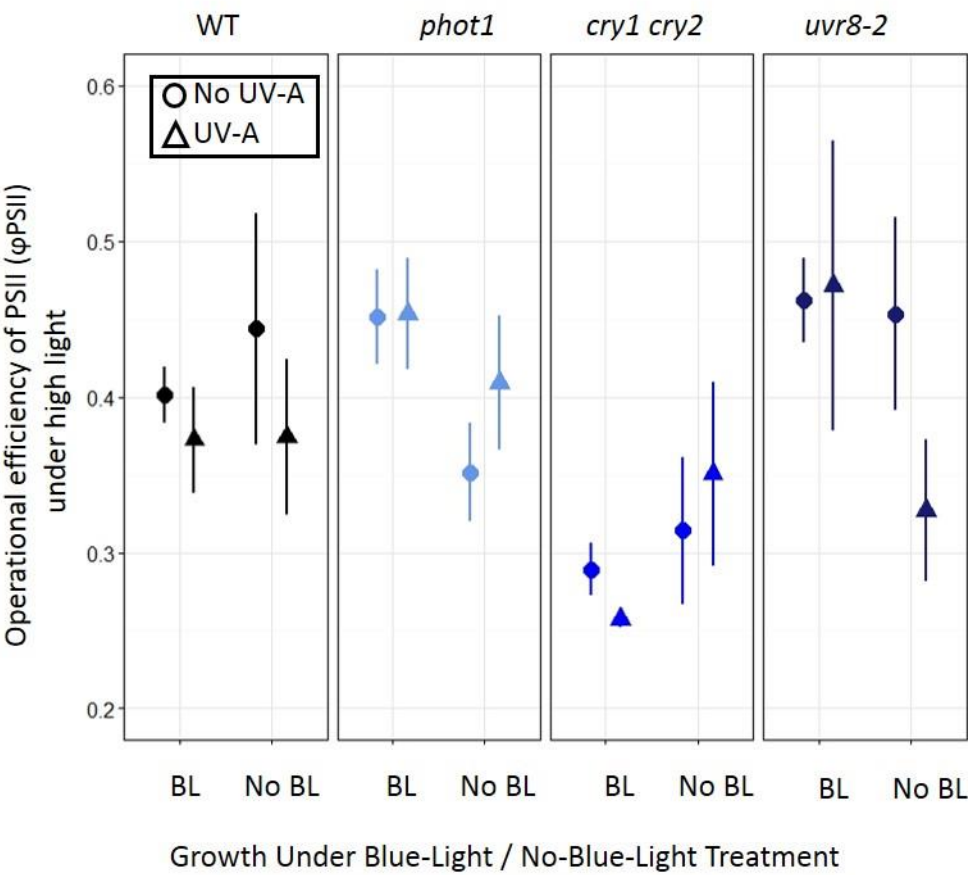 WT phot1 cry1 cry2 uvr8-2
No UV-A
UV-A
Operational efficiency of PSII (φPSII)
under high light
0.6
0.5
0.4
0.3
0.2
BL No BL BL No BL BL No BL BL No BL
Growth Under Blue-Light / No-Blue-Light Treatment